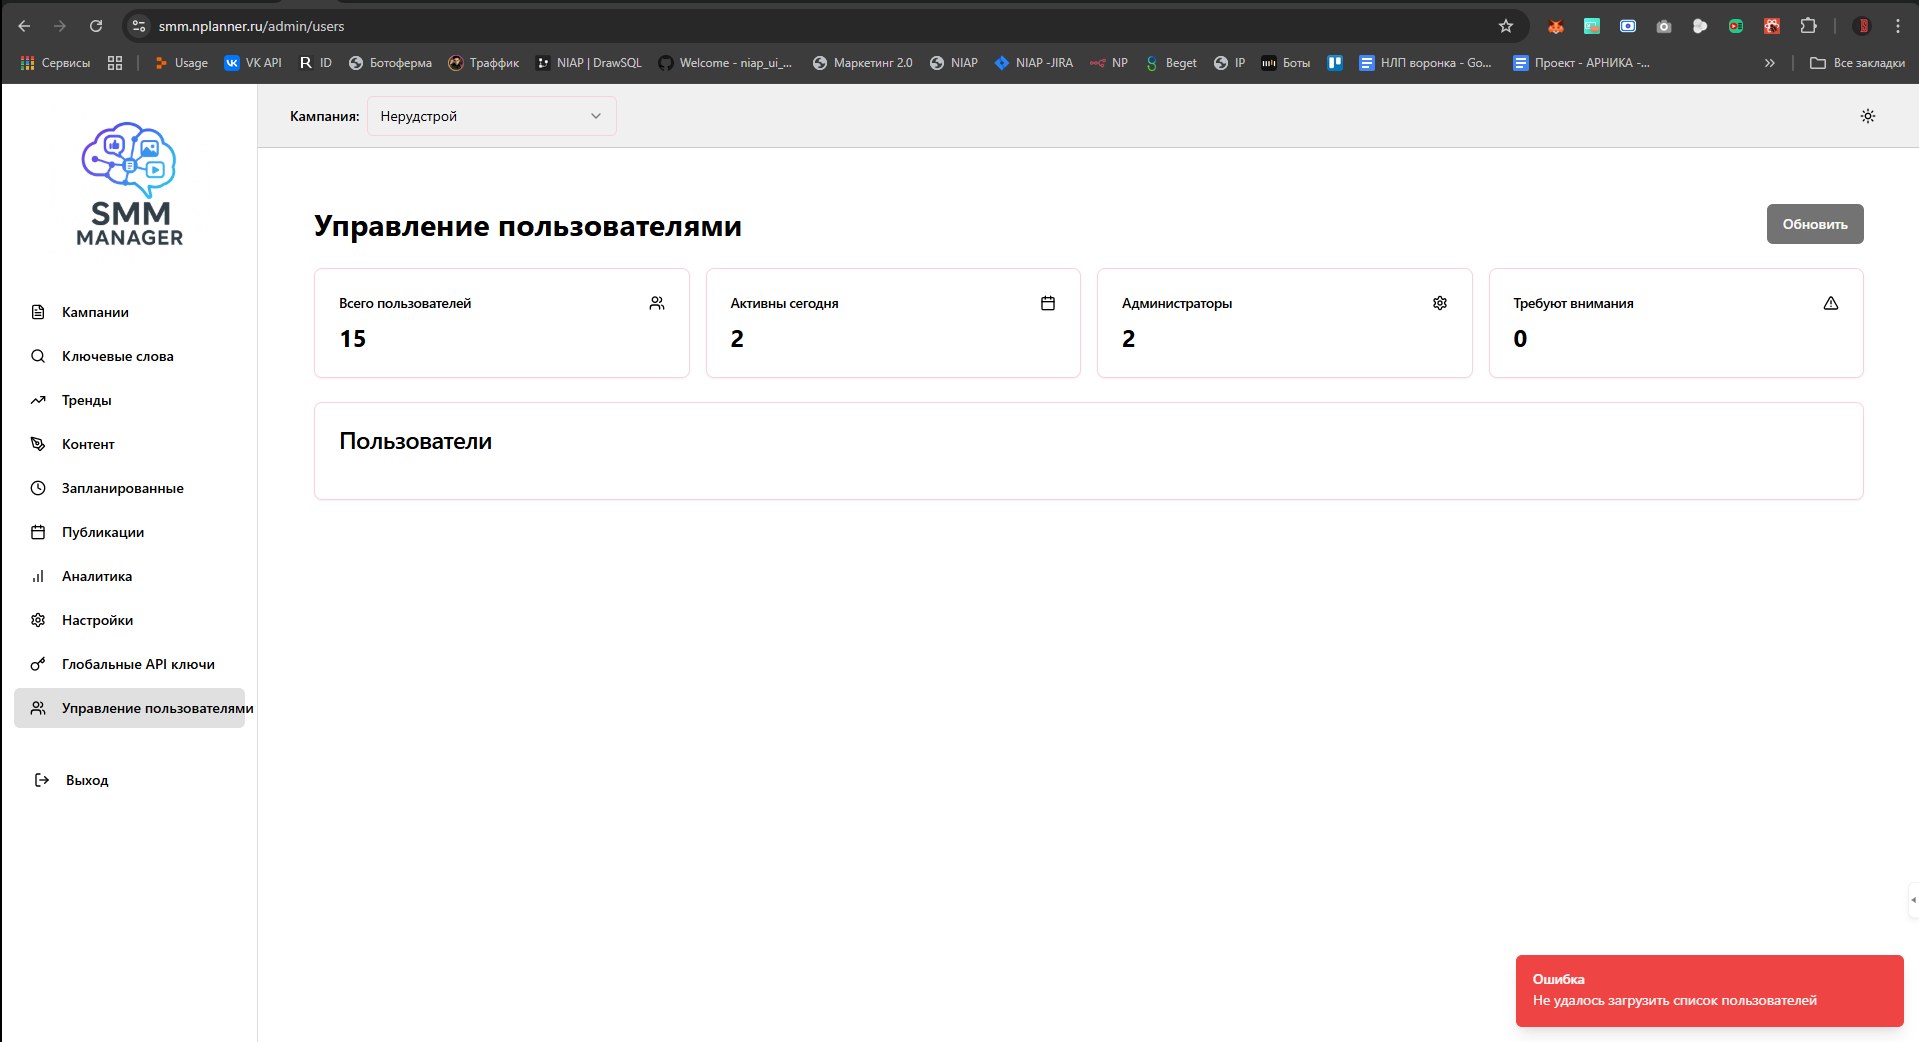 smm.nplanner.ru/admin/users
Сервисы
Usage
VK API
ID
Ботоферма
Траффик
NIAP | DrawSQL
Welcome - niap_ui_...
Маркетинг 2.0
NIAP
NIAP -JIRA
NP
Beget
IP
Боты
НЛП воронка - Go...
Проект - АРНИКА -...
Все закладки
SMM
MANAGER
Кампания:
Нерудстрой
Кампании
Ключевые слова
Тренды
Контент
Запланированные
Публикации
Аналитика
Настройки
Глобальные API ключи
Управление пользователями
Выход
Управление пользователями
Обновить
Всего пользователей
15
Активны сегодня
2
Администраторы
2
Требуют внимания
0
Пользователи
Ошибка
Не удалось загрузить список пользователей